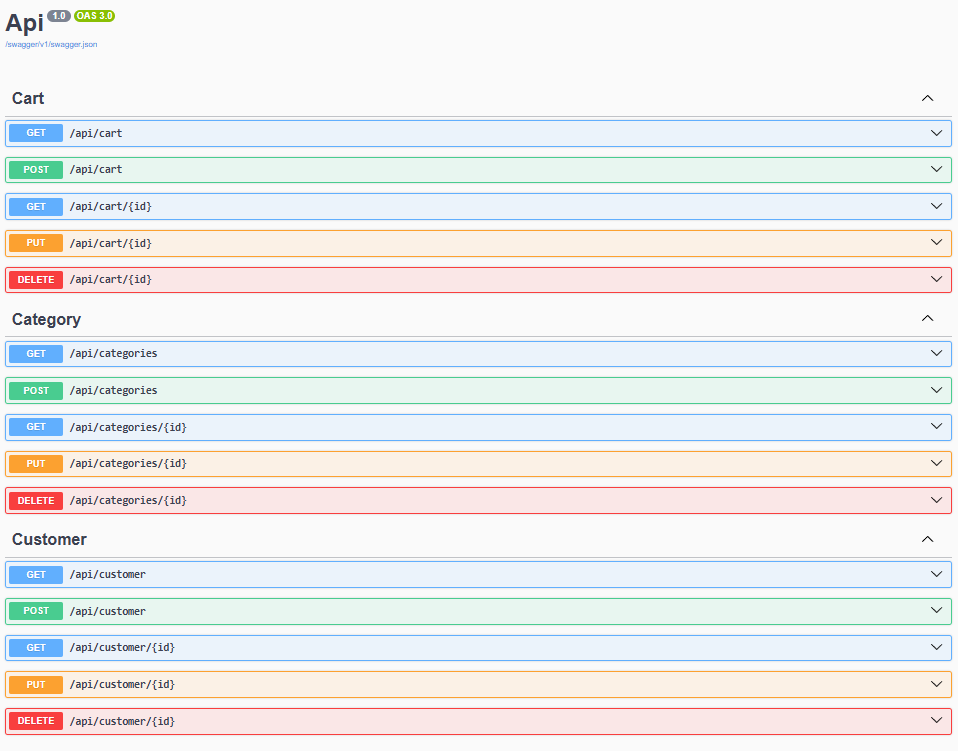 Api 1.0 OAS 3.0
/swagger/v1/swagger.json
Cart
GET /api/cart
POST /api/cart
GET /api/cart/{id}
PUT /api/cart/{id}
DELETE /api/cart/{id}
Category
GET /api/categories
POST /api/categories
GET /api/categories/{id}
PUT /api/categories/{id}
DELETE /api/categories/{id}
Customer
GET /api/customer
POST /api/customer
GET /api/customer/{id}
PUT /api/customer/{id}
DELETE /api/customer/{id}